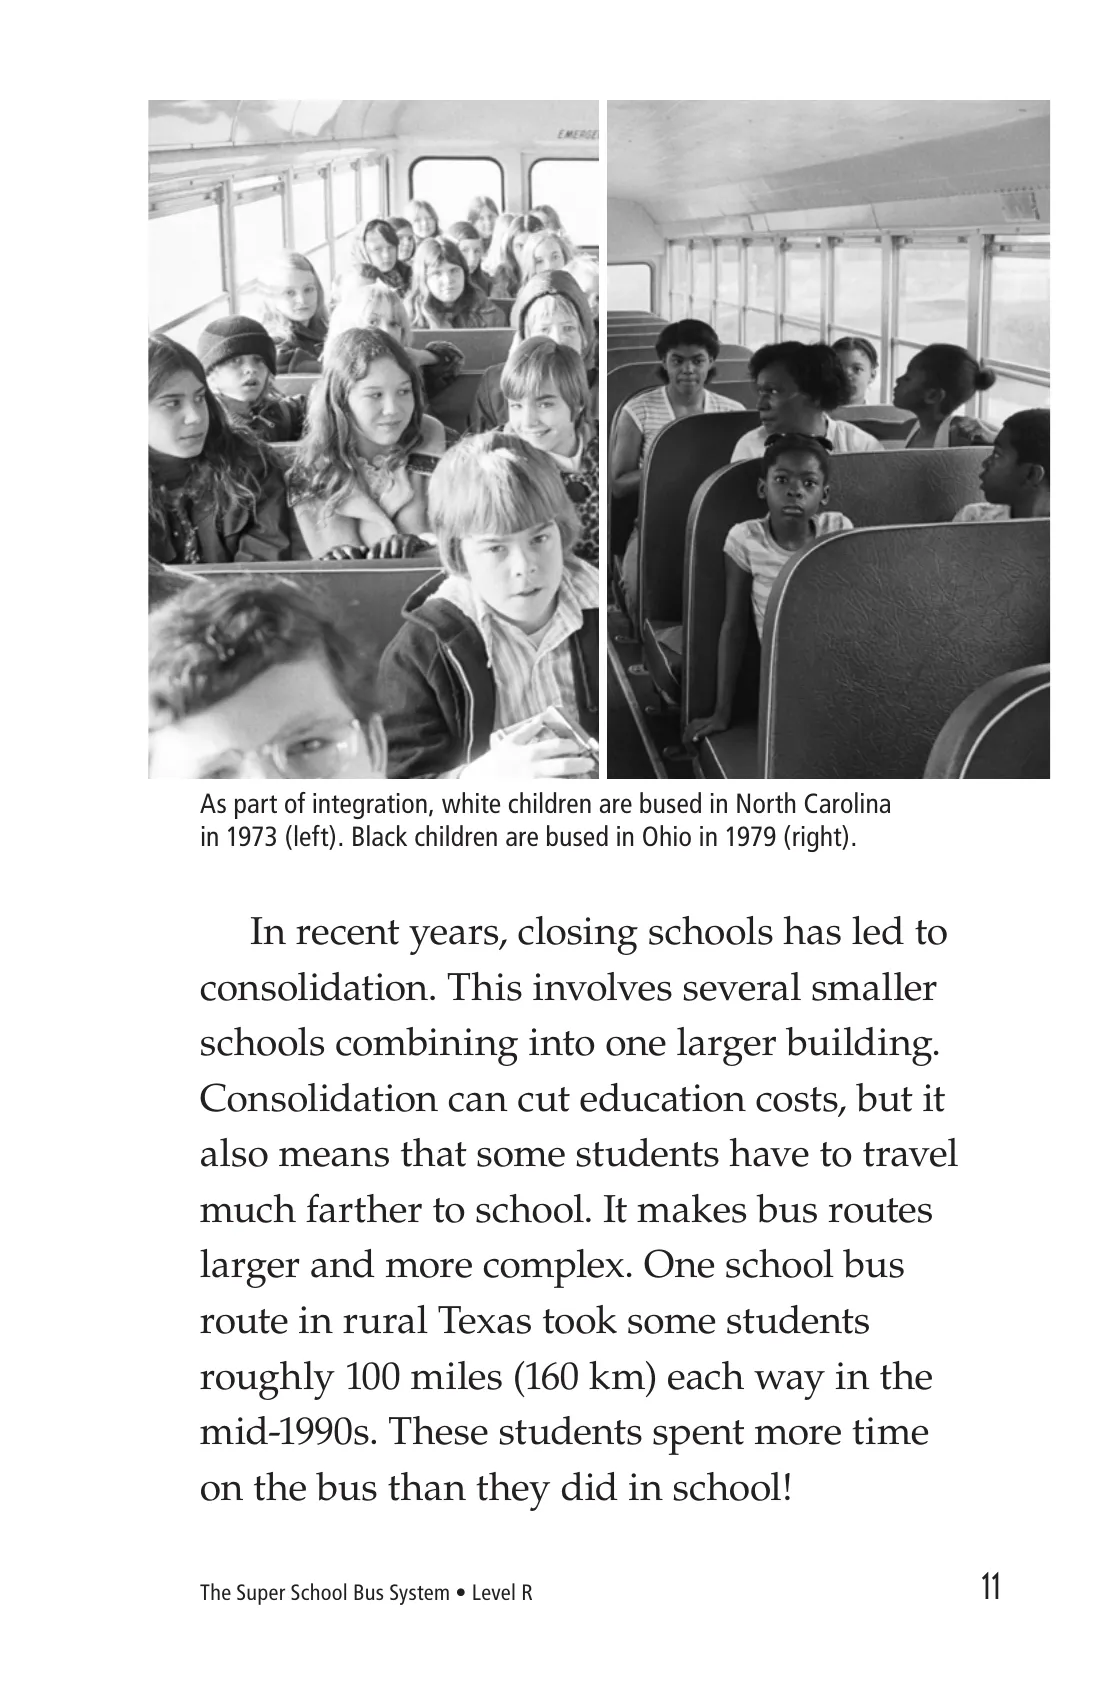 EMERGE
As part of integration, white children are bused in North Carolina
in 1973 (left). Black children are bused in Ohio in 1979 (right).
In recent years, closing schools has led to
consolidation. This involves several smaller
schools combining into one larger building.
Consolidation can cut education costs, but it
also means that some students have to travel
much farther to school. It makes bus routes
larger and more complex. One school bus
route in rural Texas took some students
roughly 100 miles (160 km) each way in the
mid-1990s. These students spent more time
on the bus than they did in school!
The Super School Bus System • Level R
11